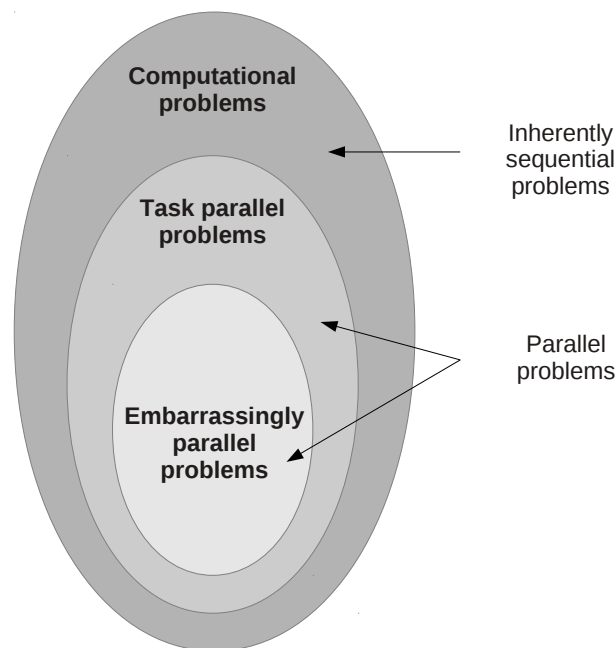 Computational
problems
Inherently
sequential
problems
Task parallel
problems
Parallel
problems
Embarrassingly
parallel
problems